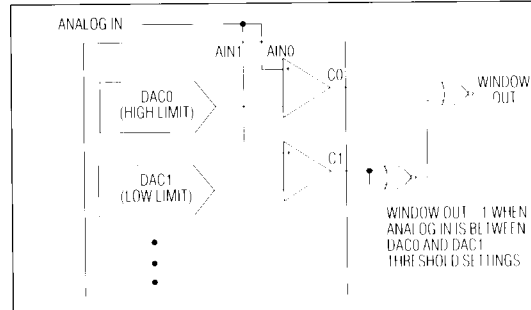 ANALOG IN
AIN1 AIN0
C0
DAC0
(HIGH LIMIT)
WINDOW
OUT
C1
DAC1
(LOW LIMIT)
WINDOW OUT 1 WHEN
ANALOG IN IS BETWEEN
DAC0 AND DAC1
THRESHOLD SETTINGS